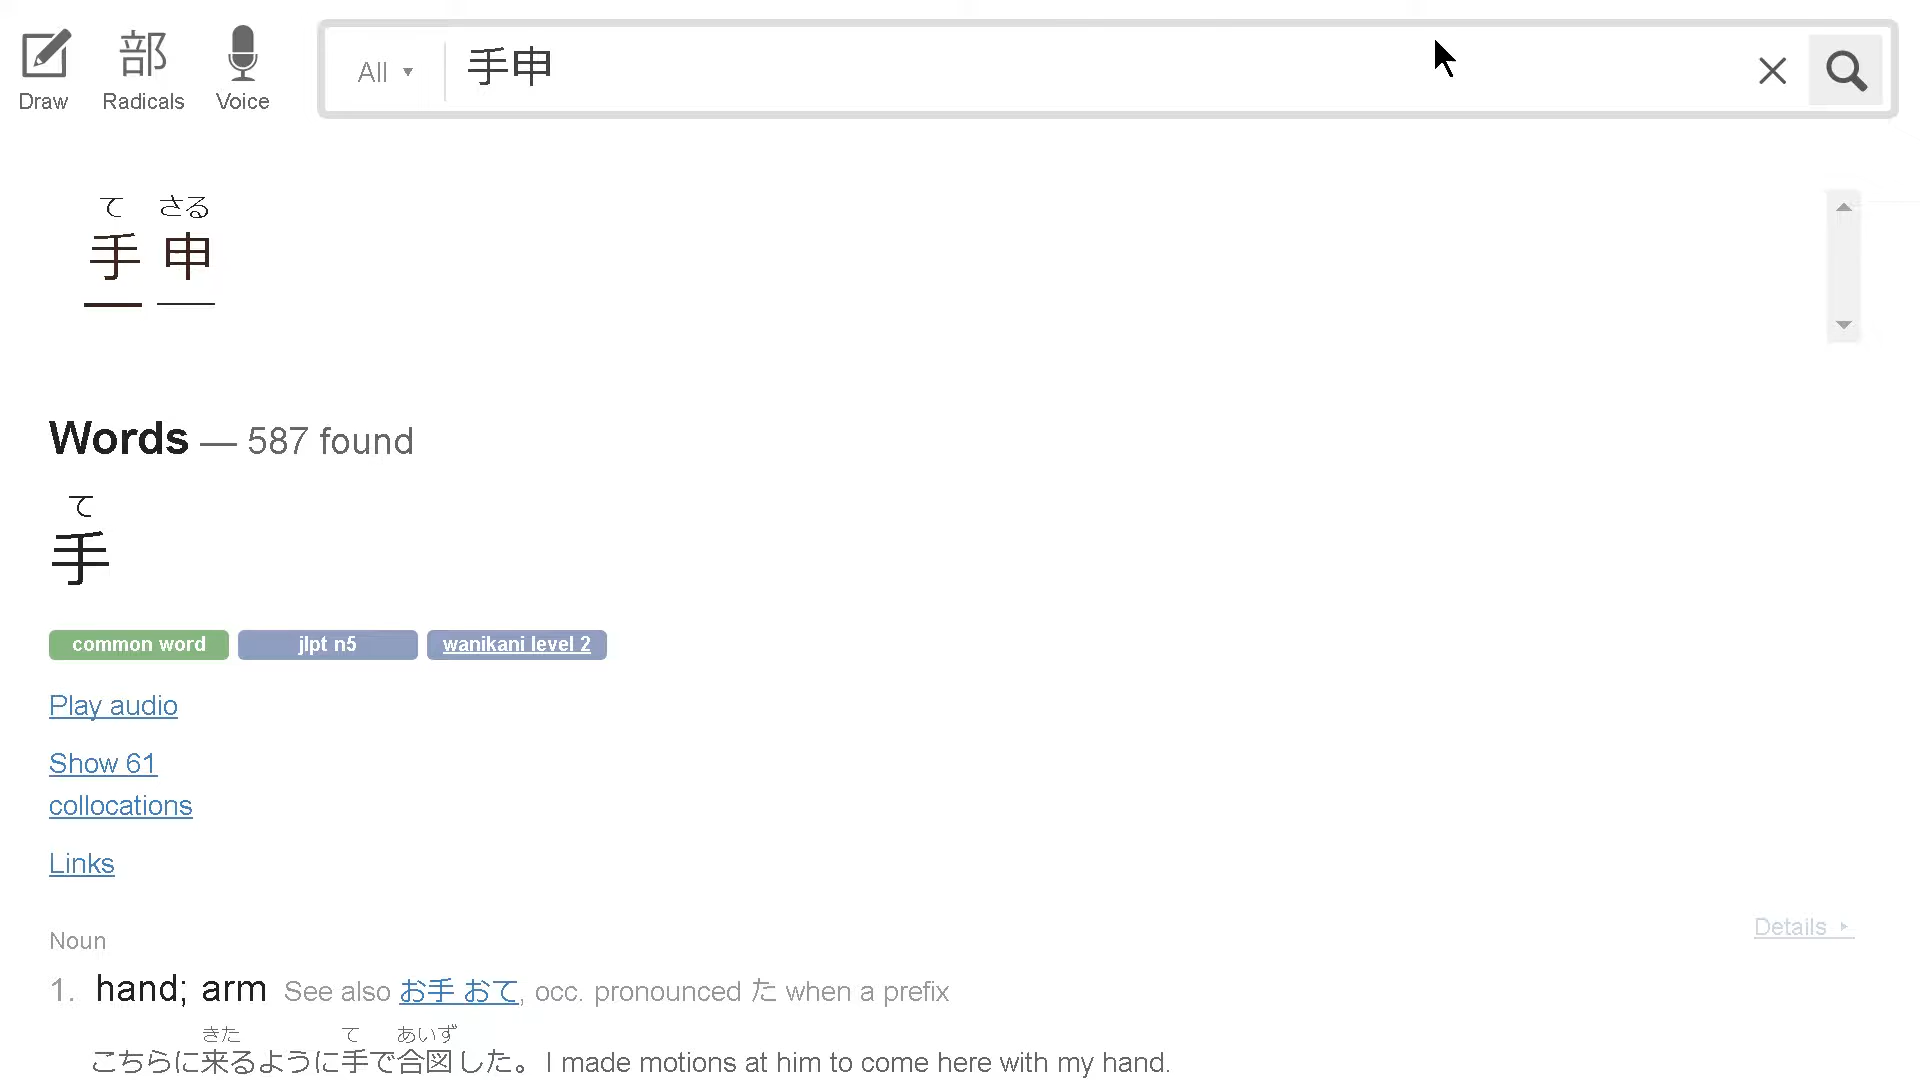 Draw 部 Radicals Voice All ▾ 手申
て さる
手 申
Words — 587 found
て
手
common word jlpt n5 wanikani level 2
Play audio
Show 61
collocations
Links
Noun
Details ▸
1. hand; arm See also お手 おて, occ. pronounced た when a prefix
きた て あいず
こちらに来るように手で合図した。 I made motions at him to come here with my hand.